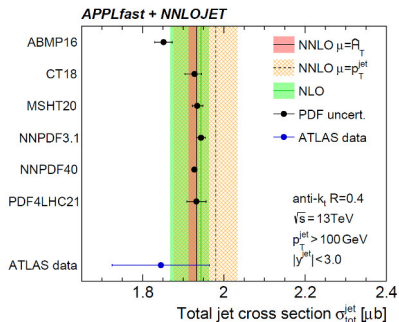 APPLfast + NNLOJET
ABMP16
CT18
MSHT20
NNPDF3.1
NNPDF40
PDF4LHC21
ATLAS data
NNLO μ=Ĥ_T
NNLO μ=p_T^jet
NLO
PDF uncert.
ATLAS data
anti-k_t R=0.4
√s = 13TeV
p_T^jet > 100 GeV
|y^jet| < 3.0
1.8 2 2.2 2.4
Total jet cross section σ_tot^jet [μb]